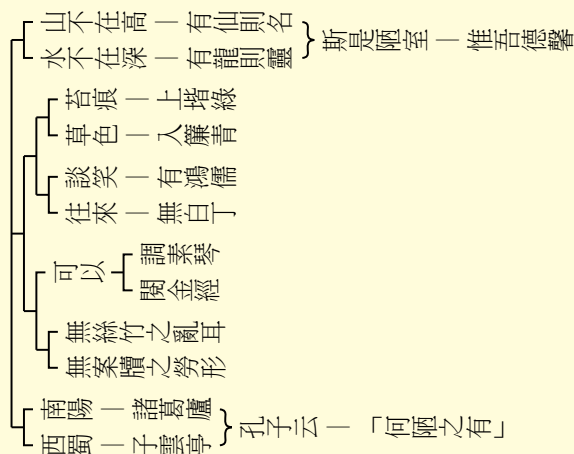 山不在高 — 有仙則名
水不在深 — 有龍則靈
斯是陋室 — 惟吾德馨
苔痕 — 上堦綠
草色 — 入簾青
談笑 — 有鴻儒
往來 — 無白丁
可以
調素琴
閱金經
無絲竹之亂耳
無案牘之勞形
南陽 — 諸葛廬
西蜀 — 子雲亭
孔子云 — 「何陋之有」